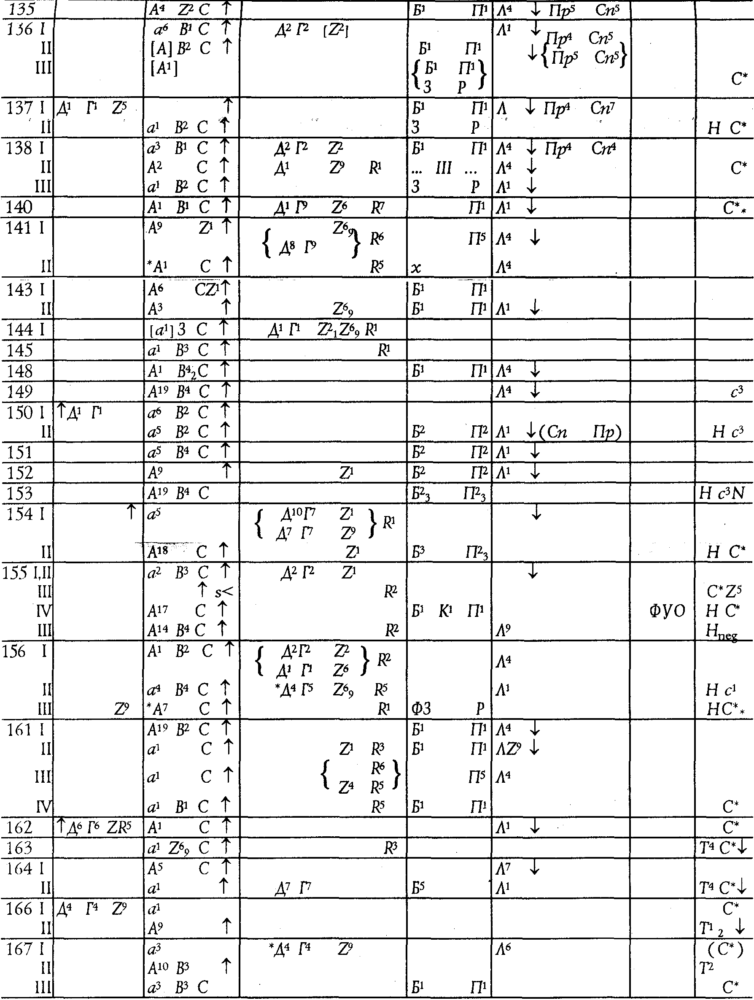 135 A⁴ Z² C ↑ Б¹ П¹ Λ⁴ ↓ Пр⁵ Сп⁵
136 I a⁶ B¹ C ↑ Д² Г² [Z²] Λ¹ ↓ Пр⁴ Сп⁵
II [A] B² C ↑ Б¹ П¹ ↓ { Пр⁵ Сп⁵ }
III [A¹] { Б¹ П¹
З Р } C*
137 I Д¹ Г¹ Z⁵ ↑ Б¹ П¹ Λ ↓ Пр⁴ Сп⁷
II a¹ B² C ↑ З Р Н C*
138 I a³ B¹ C ↑ Д² Г² Z² Б¹ П¹ Λ⁴ ↓ Пр⁴ Сп⁴
II A² C ↑ Д¹ Z⁹ R¹ ... III ... Λ⁴ ↓ C*
III a¹ B² C ↑ З Р Λ¹ ↓
140 A¹ B¹ C ↑ Д¹ Г⁹ Z⁶ R⁷ П¹ Λ¹ ↓ C*⁎
141 I A⁹ Z¹ ↑ { Z⁶₉
Д⁸ Г⁹ } R⁶ П⁵ Λ⁴ ↓
II *A¹ C ↑ R⁵ x Λ⁴
143 I A⁶ CZ¹ ↑ Б¹ П¹
II A³ ↑ Z⁶₉ Б¹ П¹ Λ¹ ↓
144 I [a¹] З C ↑ Д¹ Г¹ Z²₁Z⁶₉ R¹
145 a¹ B³ C ↑ R¹
148 A¹ B⁴₂C ↑ Б¹ П¹ Λ⁴ ↓
149 A¹⁹ B⁴ C ↑ Λ⁴ ↓ c³
150 I ↑Д¹ Г¹ a⁶ B² C ↑
II a⁵ B² C ↑ Б² П² Λ¹ ↓(Сп Пр) Н c³
151 a⁵ B⁴ C ↑ Б² П² Λ¹ ↓
152 A⁹ ↑ Z¹ Б² П² Λ¹ ↓
153 A¹⁹ B⁴ C Б²₃ П²₃ Н c³N
154 I ↑ a⁵ { Д¹⁰Г⁷ Z¹
Д⁷ Г⁷ Z⁹ } R¹ ↓
II A¹⁸ C ↑ Z¹ Б³ П²₃ Н C*
155 I,II a² B³ C ↑ Д² Г² Z¹ ↓
III ↑ s< R² C*Z⁵
IV A¹⁷ C ↑ Б¹ К¹ П¹ ФУО Н C*
III A¹⁴ B⁴ C ↑ R² Λ⁹ Нneg
156 I A¹ B² C ↑ { Д²Г² Z²
Д¹ Г¹ Z⁶ } R² Λ⁴
II a⁴ B⁴ C ↑ *Д⁴ Г⁵ Z⁶₉ R⁵ Λ¹ Н c¹
III Z⁹ *A⁷ C ↑ R¹ ФЗ Р НC*⁎
161 I A¹⁹ B² C ↑ Б¹ П¹ Λ⁴ ↓
II a¹ C ↑ Z¹ R³ Б¹ П¹ ΛZ⁹ ↓
III a¹ C ↑ { R⁶
Z⁴ R⁵ } П⁵ Λ⁴
IV a¹ B¹ C ↑ R⁵ Б¹ П¹ C*
162 ↑Д⁶ Г⁶ ZR⁵ A¹ C ↑ Λ¹ ↓ C*
163 a¹ Z⁶₉ C ↑ R³ T⁴ C*↓
164 I A⁵ C ↑ Λ⁷ ↓
II a¹ ↑ Д⁷ Г⁷ Б⁵ Λ¹ T⁴ C*↓
166 I Д⁴ Г⁴ Z⁹ a¹ C*
II A⁹ ↑ T¹₂ ↓
167 I a³ *Д⁴ Г⁴ Z⁹ Λ⁶ (C*)
II A¹⁰ B³ ↑ T²
III a³ B³ C Б¹ П¹ C*